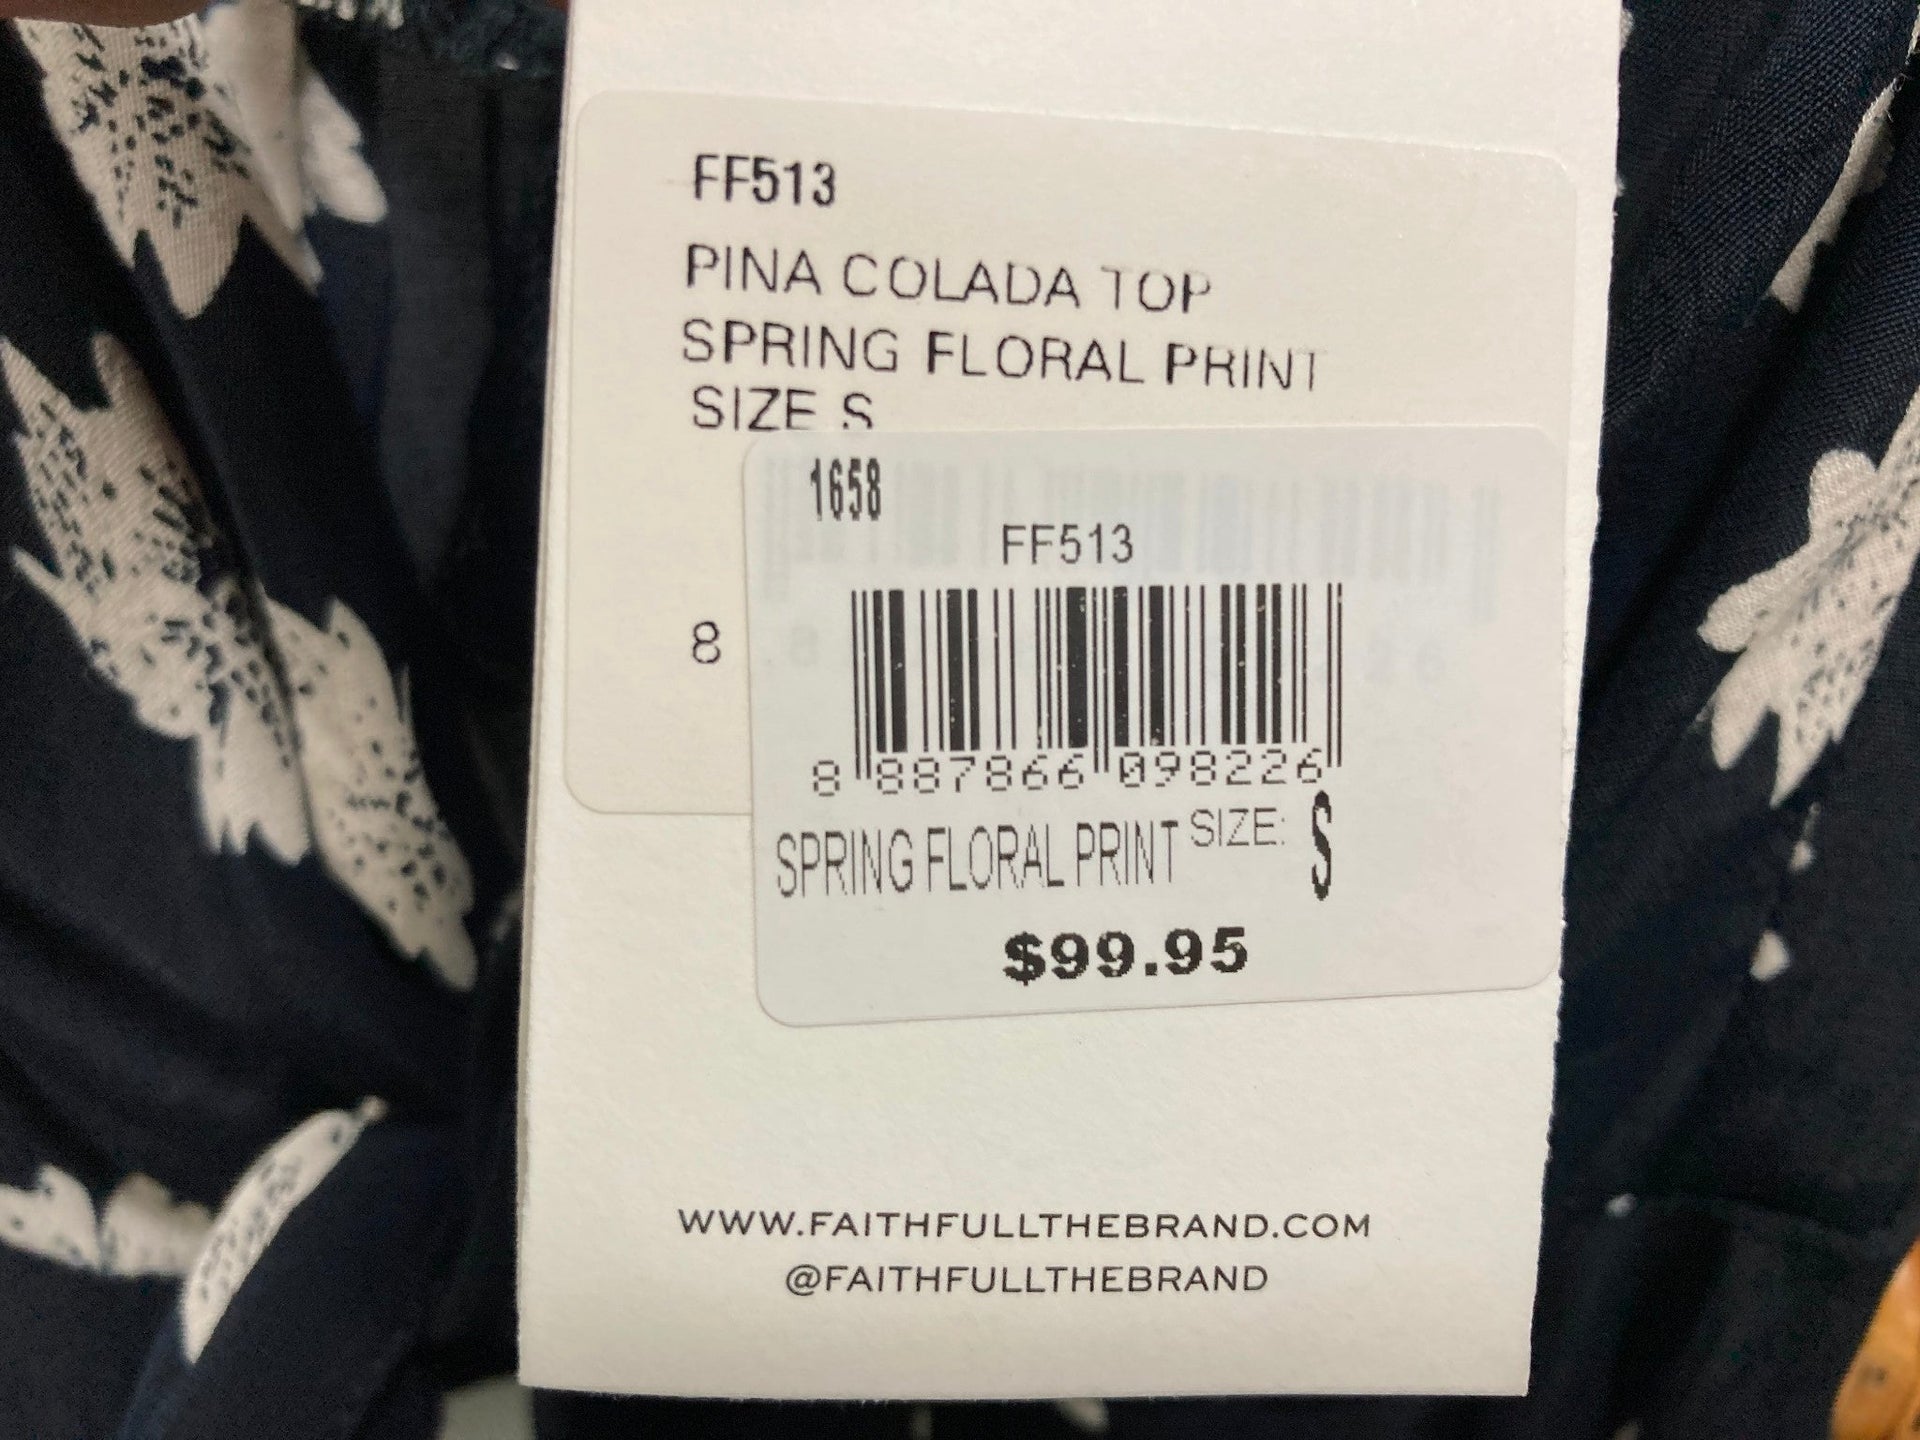 FF513
PINA COLADA TOP
SPRING FLORAL PRINT
SIZE S
1658
FF513
8
8 887866 098226
SPRING FLORAL PRINT SIZE: S
$99.95
WWW.FAITHFULLTHEBRAND.COM
@FAITHFULLTHEBRAND